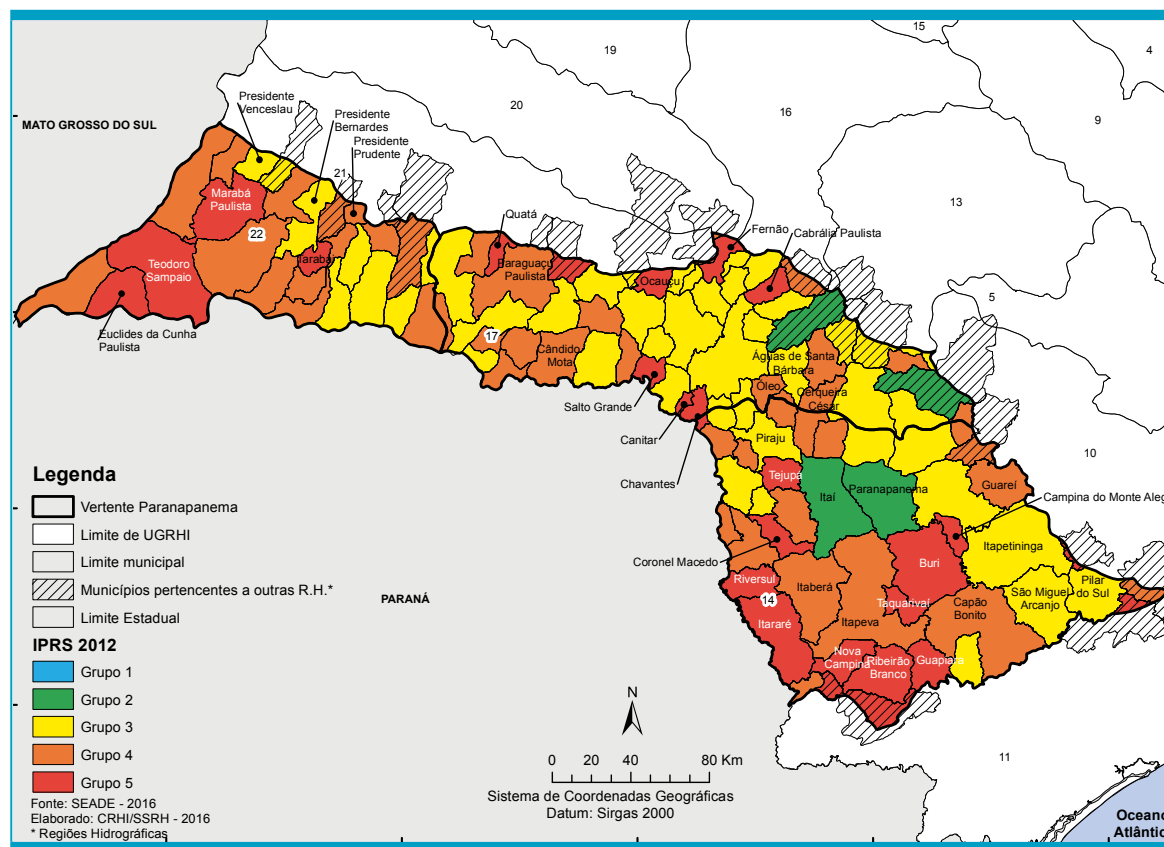 15
4
19
20
16
9
13
5
10
11
21
MATO GROSSO DO SUL
Presidente
Venceslau
Presidente
Bernardes
Presidente
Prudente
Marabá
Paulista
22
Teodoro
Sampaio
Tarabai
Euclides da Cunha
Paulista
Quatá
Paraguaçu
Paulista
17
Cândido
Mota
Ocauçu
Fernão
Cabrália Paulista
Salto Grande
Canitar
Chavantes
Águas de Santa
Bárbara
Óleo
Cerqueira
César
Piraju
Tejupá
Itaí
Paranapanema
Guareí
Campina do Monte Aleg
Coronel Macedo
Buri
Itapetininga
Riversul
14
Itaberá
Itararé
Itapeva
Taquarivaí
Capão
Bonito
São Miguel
Arcanjo
Pilar
do Sul
Nova
Campina
Ribeirão
Branco
Guapiara
PARANÁ
Legenda
Vertente Paranapanema
Limite de UGRHI
Limite municipal
Municípios pertencentes a outras R.H.*
Limite Estadual
IPRS 2012
Grupo 1
Grupo 2
Grupo 3
Grupo 4
Grupo 5
Fonte: SEADE - 2016
Elaborado: CRHI/SSRH - 2016
* Regiões Hidrográficas
N
0 20 40 80 Km
Sistema de Coordenadas Geográficas
Datum: Sirgas 2000
Oceano
Atlântico